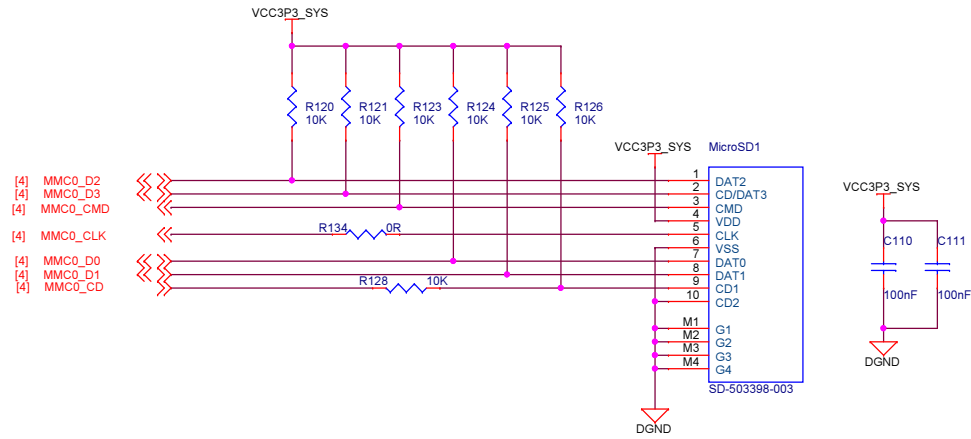 VCC3P3_SYS
R120
10K
R121
10K
R123
10K
R124
10K
R125
10K
R126
10K
VCC3P3_SYS
MicroSD1
[4] MMC0_D2
[4] MMC0_D3
[4] MMC0_CMD
[4] MMC0_CLK
R134 0R
[4] MMC0_D0
[4] MMC0_D1
[4] MMC0_CD
R128 10K
1 DAT2
2 CD/DAT3
3 CMD
4 VDD
5 CLK
6 VSS
7 DAT0
8 DAT1
9 CD1
10 CD2
M1 G1
M2 G2
M3 G3
M4 G4
SD-503398-003
DGND
VCC3P3_SYS
C110
100nF
C111
100nF
DGND